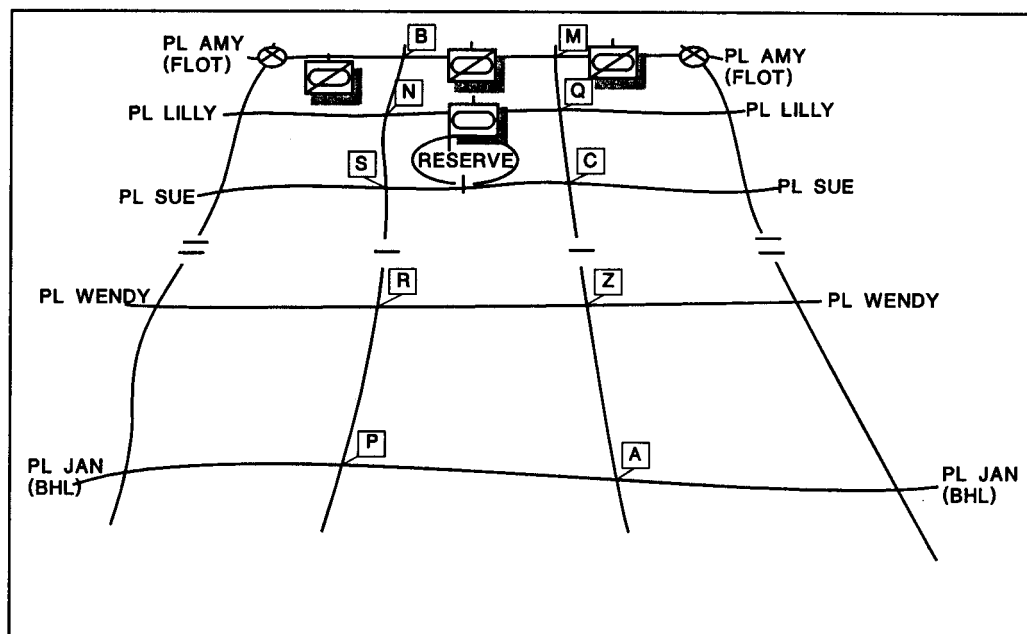 B
M
PL AMY
(FLOT)
PL AMY
(FLOT)
N
Q
PL LILLY
PL LILLY
RESERVE
S
C
PL SUE
PL SUE
R
Z
PL WENDY
PL WENDY
P
A
PL JAN
(BHL)
PL JAN
(BHL)